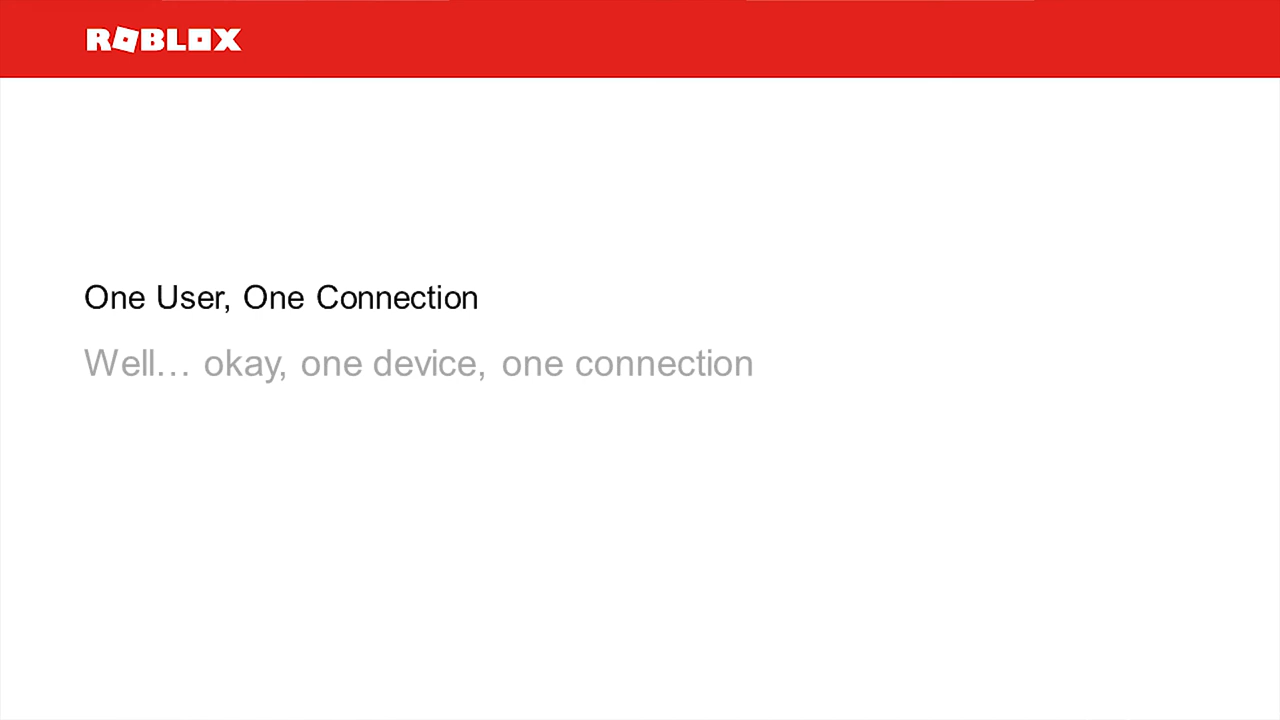 ROBLOX
One User, One Connection
Well… okay, one device, one connection